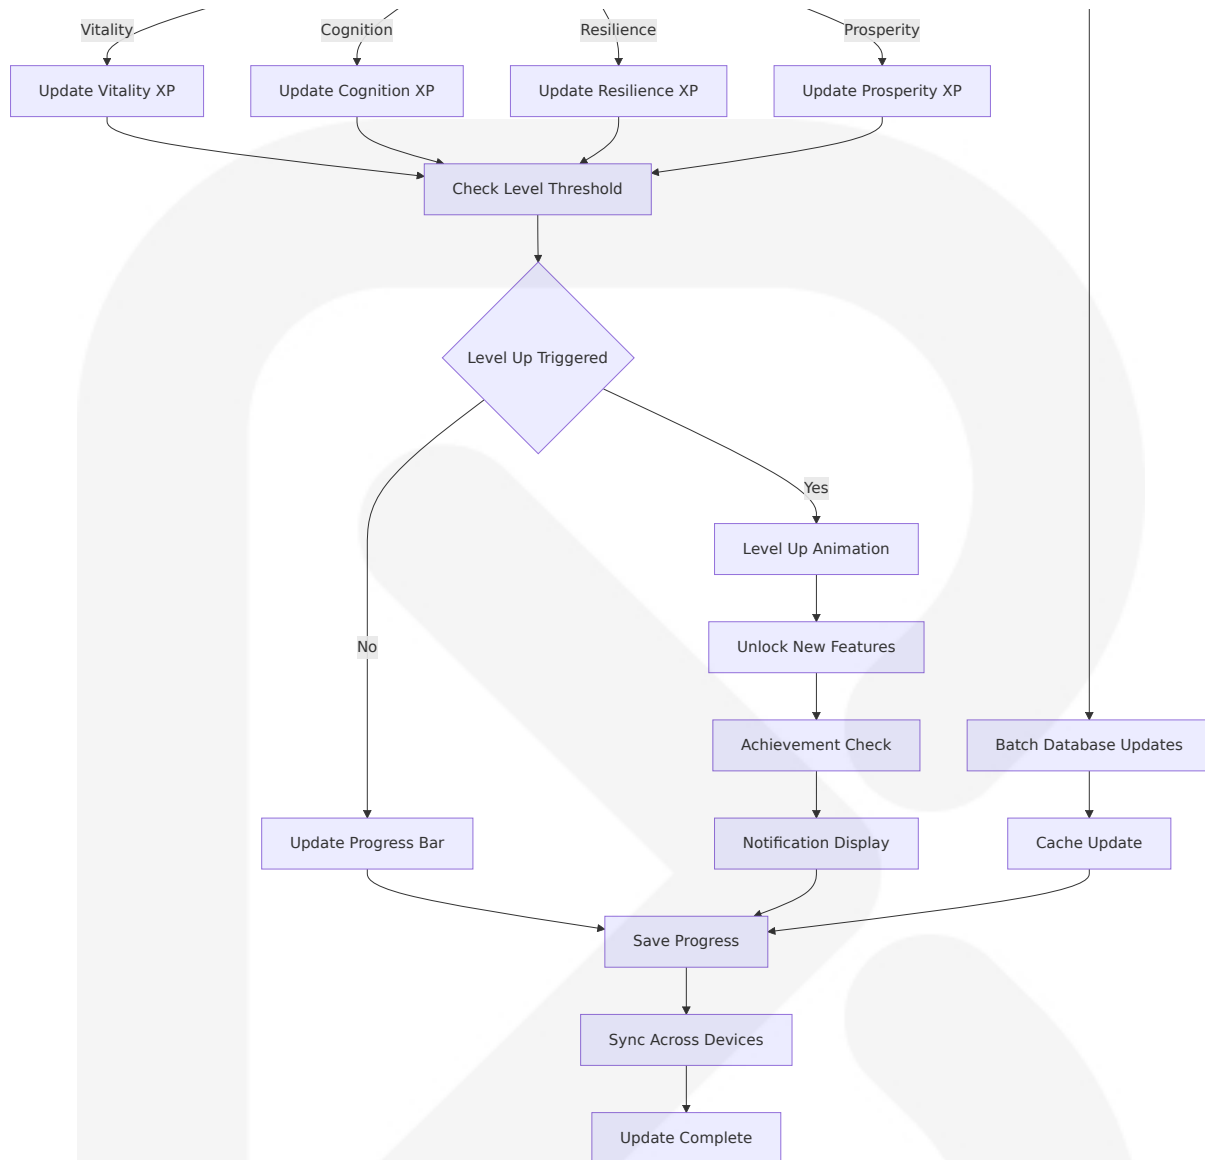 Vitality
Cognition
Resilience
Prosperity
Update Vitality XP
Update Cognition XP
Update Resilience XP
Update Prosperity XP
Check Level Threshold
Level Up Triggered
Yes
Level Up Animation
No
Unlock New Features
Achievement Check
Batch Database Updates
Update Progress Bar
Notification Display
Cache Update
Save Progress
Sync Across Devices
Update Complete